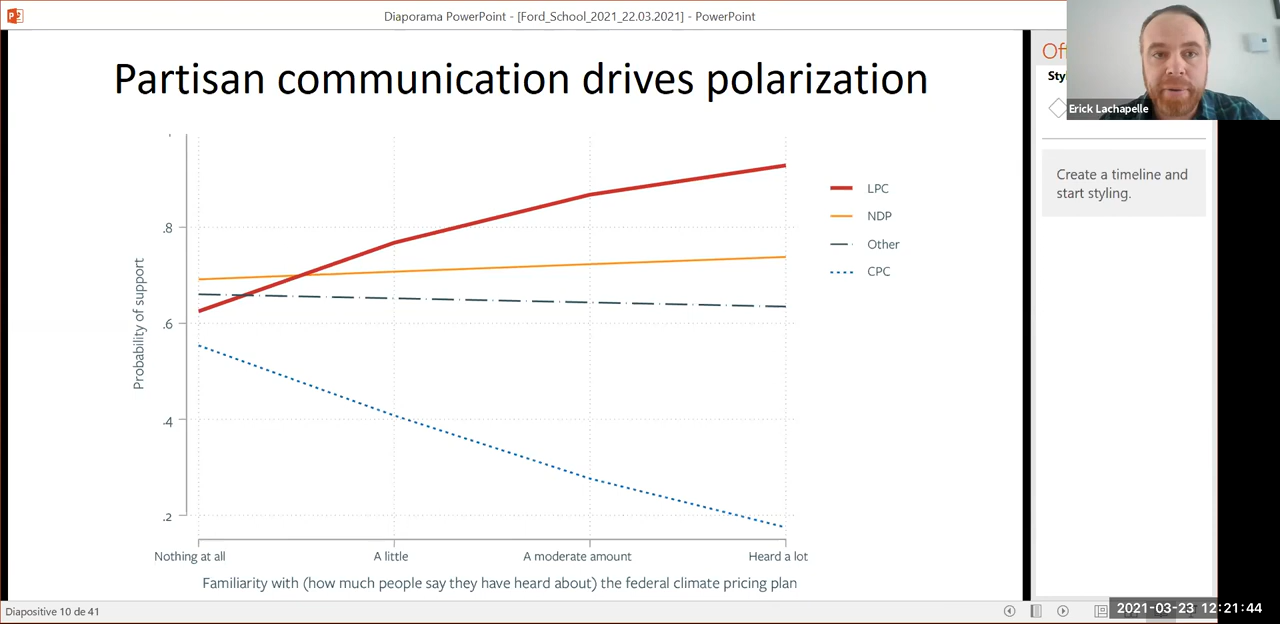 Diaporama PowerPoint - [Ford_School_2021_22.03.2021] - PowerPoint
Partisan communication drives polarization
.8
.6
.4
.2
Probability of support
Nothing at all
A little
A moderate amount
Heard a lot
Familiarity with (how much people say they have heard about) the federal climate pricing plan
LPC
NDP
Other
CPC
Erick Lachapelle
Create a timeline and
start styling.
Diapositive 10 de 41
2021-03-23 12:21:44